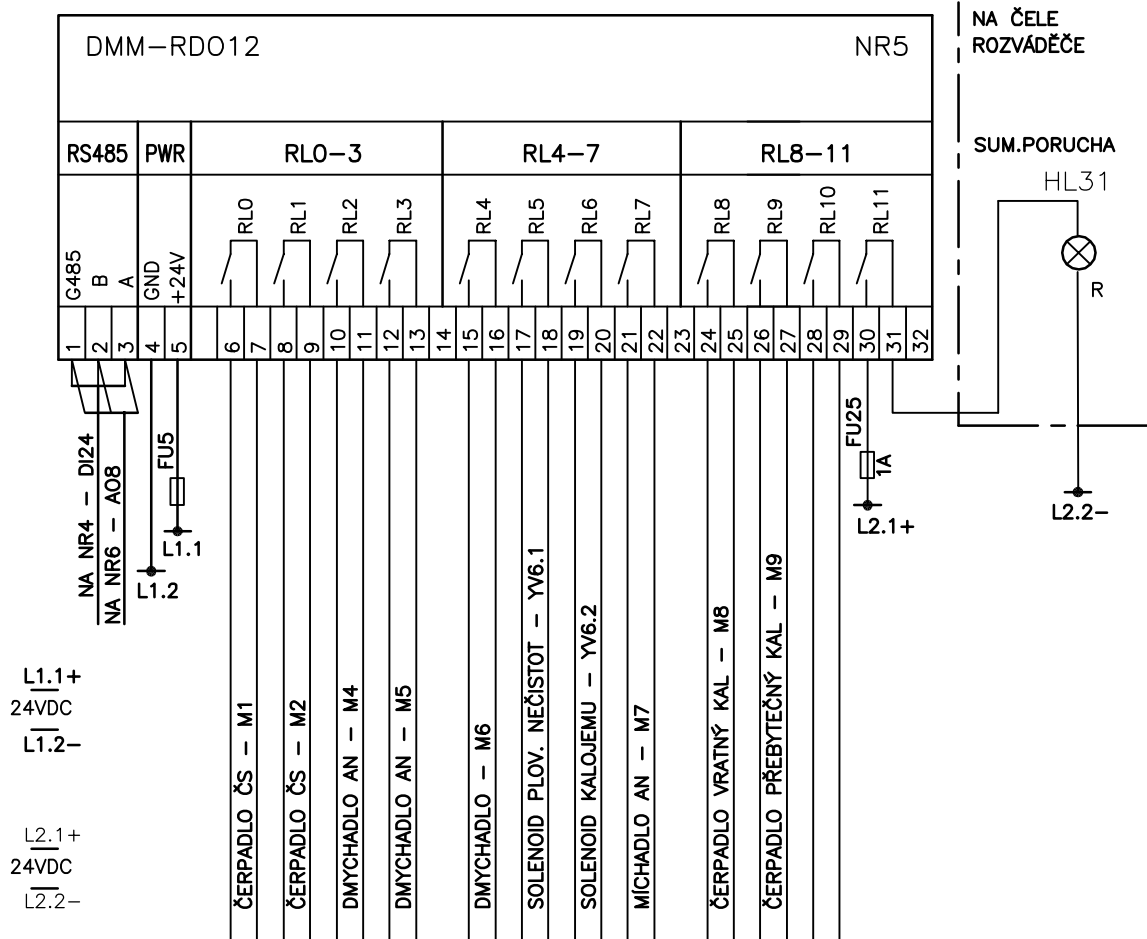 DMM-RDO12
NR5
NA ČELE
ROZVÁDĚČE
RS485
PWR
RL0-3
RL4-7
RL8-11
SUM.PORUCHA
HL31
R
G485
B
A
GND
+24V
RL0
RL1
RL2
RL3
RL4
RL5
RL6
RL7
RL8
RL9
RL10
RL11
1
2
3
4
5
6
7
8
9
10
11
12
13
14
15
16
17
18
19
20
21
22
23
24
25
26
27
28
29
30
31
32
NA NR4 - DI24
NA NR6 - AO8
FU5
L1.1
L1.2
FU25
1A
L2.1+
L2.2-
ČERPADLO ČS - M1
ČERPADLO ČS - M2
DMYCHADLO AN - M4
DMYCHADLO AN - M5
DMYCHADLO - M6
SOLENOID PLOV. NEČISTOT - YV6.1
SOLENOID KALOJEMU - YV6.2
MÍCHADLO AN - M7
ČERPADLO VRATNÝ KAL - M8
ČERPADLO PŘEBYTEČNÝ KAL - M9
L1.1+
24VDC
L1.2-
L2.1+
24VDC
L2.2-